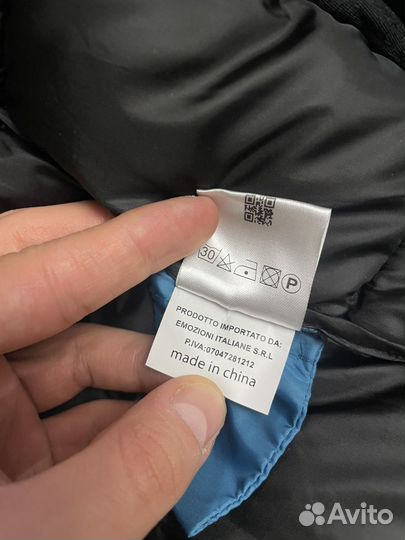 30
P
PRODOTTO IMPORTATO DA:
EMOZIONI ITALIANE S.R.L
P.IVA:07047281212
made in china
Avito